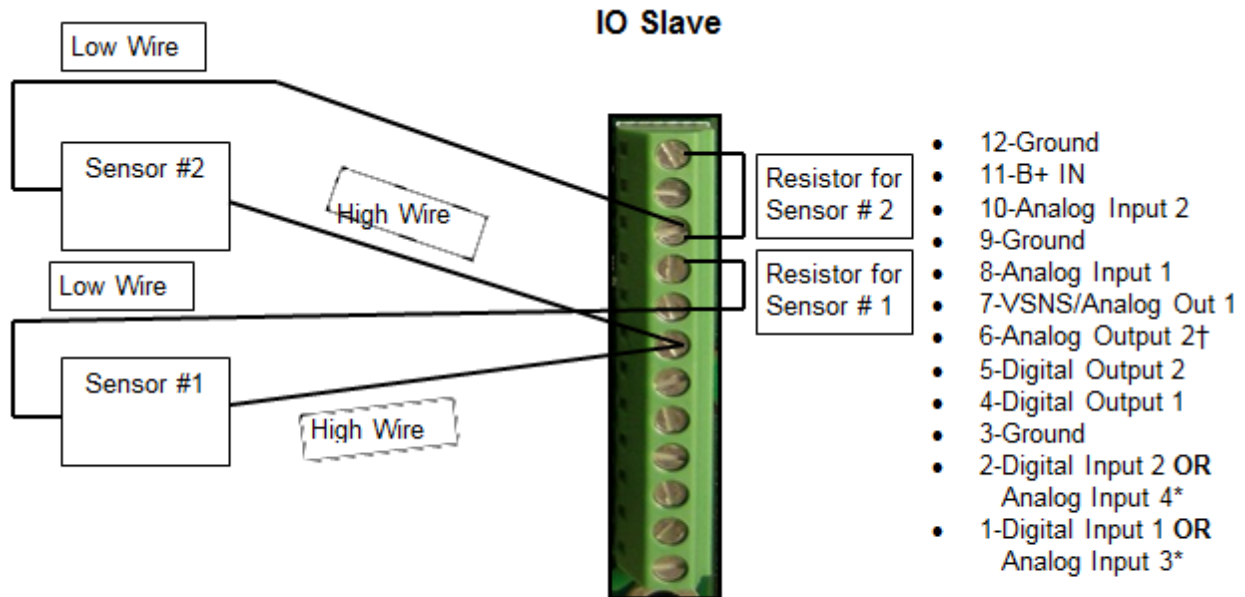 IO Slave
Low Wire
Sensor #2
High Wire
Low Wire
Sensor #1
High Wire
Resistor for
Sensor # 2
Resistor for
Sensor # 1
• 12-Ground
• 11-B+ IN
• 10-Analog Input 2
• 9-Ground
• 8-Analog Input 1
• 7-VSNS/Analog Out 1
• 6-Analog Output 2†
• 5-Digital Output 2
• 4-Digital Output 1
• 3-Ground
• 2-Digital Input 2 OR
Analog Input 4*
• 1-Digital Input 1 OR
Analog Input 3*